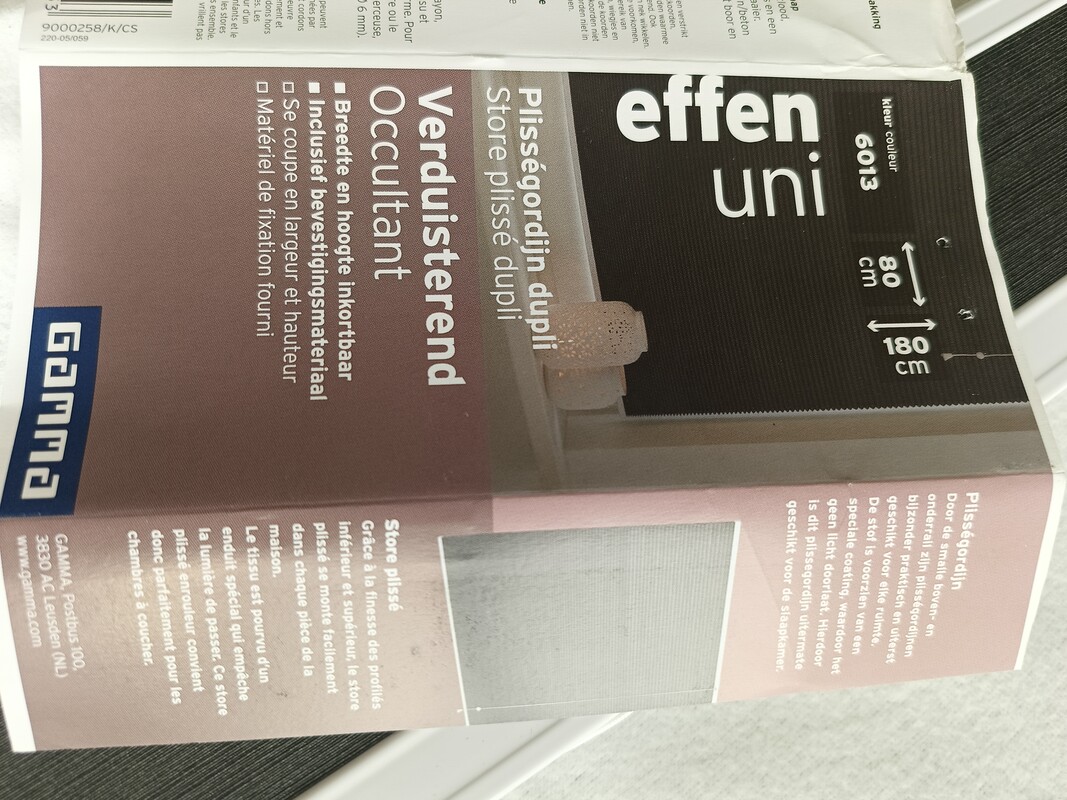 kleur couleur
6013
80
cm
180
cm
effen
uni
Plisségordijn dupli
Store plissé dupli
Verduisterend
Occultant
Breedte en hoogte inkortbaar
Inclusief bevestigingsmateriaal
Se coupe en largeur et hauteur
Matériel de fixation fourni
GAMMA
Plisségordijn
Door de smalle boven- en
onderrail zijn plisségordijnen
bijzonder praktisch en uiterst
geschikt voor elke ruimte.
De stof is voorzien van een
speciale coating, waardoor het
geen licht doorlaat. Hierdoor
is dit plissegordijn uitermate
geschikt voor de slaapkamer.
Store plissé
Grâce à la finesse des profilés
inférieur et supérieur, le store
plissé se monte facilement
dans chaque pièce de la
maison.
Le tissu est pourvu d'un
enduit spécial qui empêche
la lumière de passer. Ce store
plissé enrouleur convient
donc parfaitement pour les
chambres à coucher.
GAMMA, Postbus 100,
3830 AC Leusden (NL)
www.gamma.com
9000258/K/CS
220-05/059